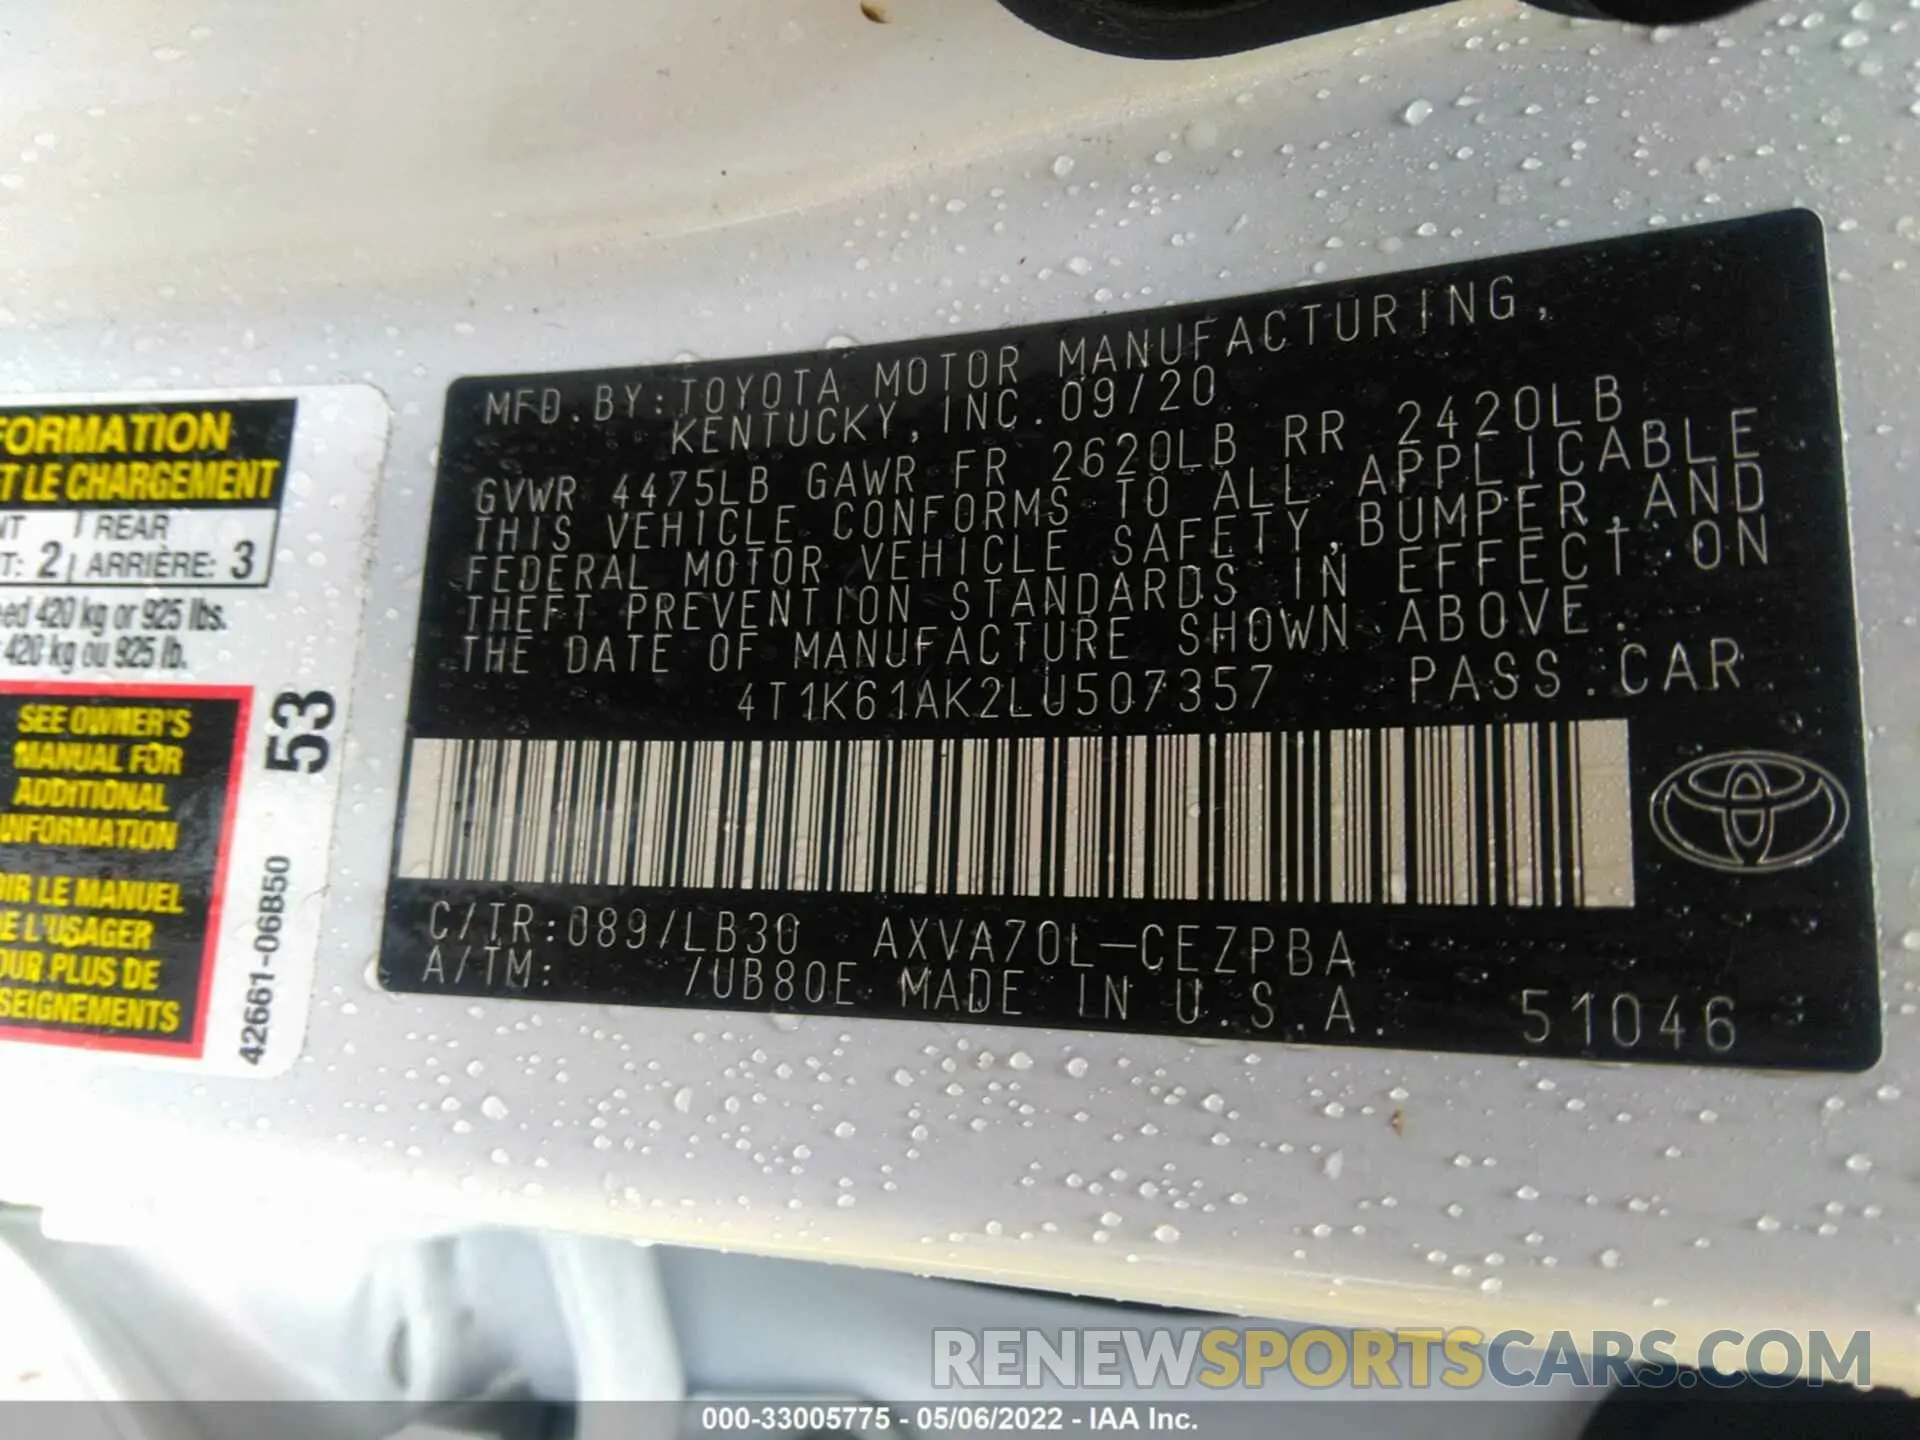 FORMATION
ET LE CHARGEMENT
NT | REAR
T: 2 | ARRIÈRE: 3
eed 420 kg or 925 lbs.
420 kg ou 925 lb.
SEE OWNER'S
MANUAL FOR
ADDITIONAL
INFORMATION
OIR LE MANUEL
DE L'USAGER
OUR PLUS DE
SEIGNEMENTS
53
42661-06B50
MFD.BY:TOYOTA MOTOR MANUFACTURING,
KENTUCKY,INC.09/20
GVWR 4475LB GAWR FR 2620LB RR 2420LB
THIS VEHICLE CONFORMS TO ALL APPLICABLE
FEDERAL MOTOR VEHICLE SAFETY,BUMPER,AND
THEFT PREVENTION STANDARDS IN EFFECT ON
THE DATE OF MANUFACTURE SHOWN ABOVE.
4T1K61AK2LU507357 PASS.CAR
C/TR:089/LB30 AXVA70L-CEZPBA
A/TM: /UB80E MADE IN U.S.A. 51046
RENEWSPORTSCARS.COM
000-33005775 - 05/06/2022 - IAA Inc.